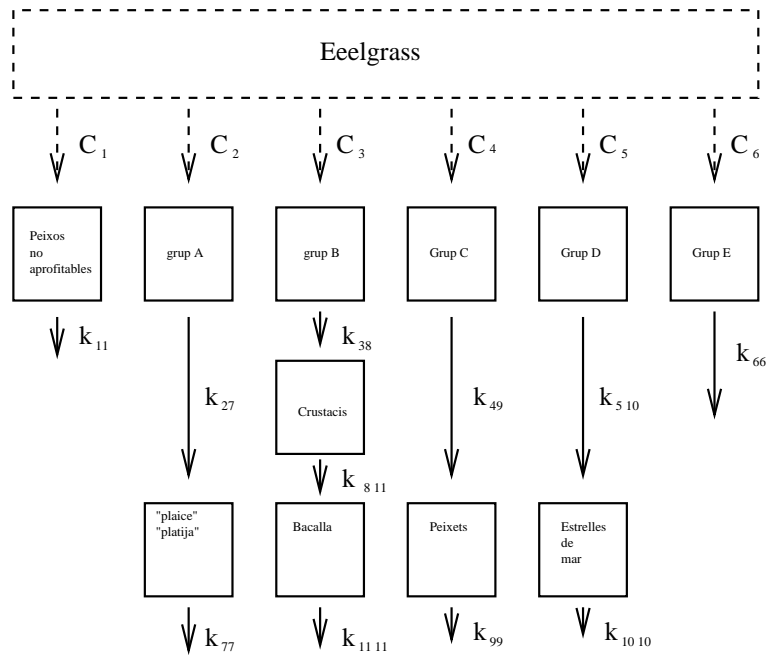 Eeelgrass
C 1 C 2 C 3 C 4 C 5 C 6
Peixos
no
aprofitables
grup A
grup B
Grup C
Grup D
Grup E
k 11
k 38
k 66
k 27
k 49
k 5 10
Crustacis
k 8 11
"plaice"
"platija"
Bacalla
Peixets
Estrelles
de
mar
k 77
k 11 11
k 99
k 10 10